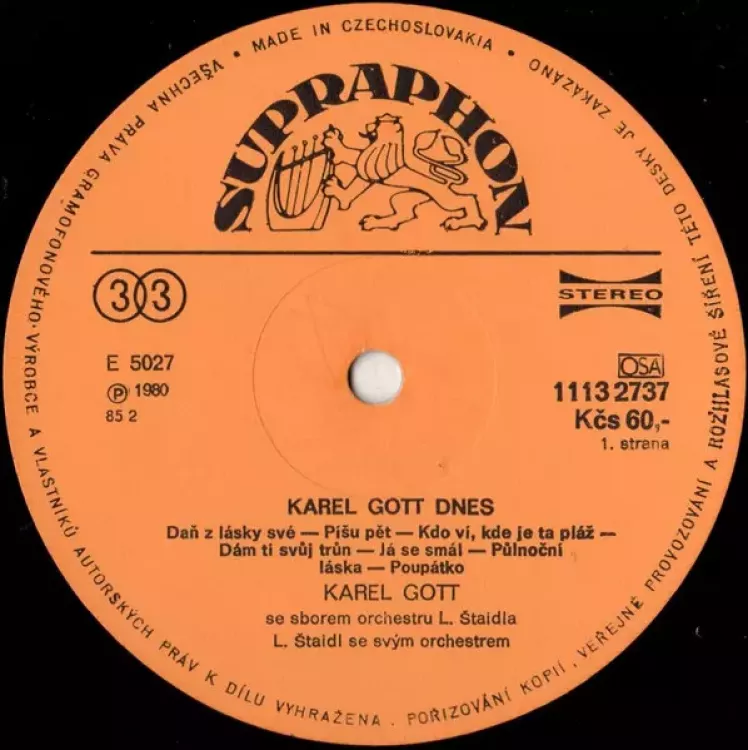 VŠECHNA PRÁVA GRAMOFONOVÉHO · VÝROBCE A VLASTNÍKŮ AUTORSKÝCH PRÁV K DÍLU VYHRAŽENA . POŘIZOVÁNÍ KOPIÍ, VEŘEJNÉ PROVOZOVÁNÍ A ROZHLASOVÉ ŠÍŘENÍ TÉTO DESKY JE ZAKÁZÁNO • MADE IN CZECHOSLOVAKIA •
SUPRAPHON
33
STEREO
E 5027
OSA
Ⓟ 1980
1113 2737
85 2
Kčs 60,-
1. strana
KAREL GOTT DNES
Daň z lásky své — Píšu pět — Kdo ví, kde je ta pláž —
Dám ti svůj trůn — Já se smál — Půlnoční
láska — Poupátko
KAREL GOTT
se sborem orchestru L. Štaidla
L. Štaidl se svým orchestrem